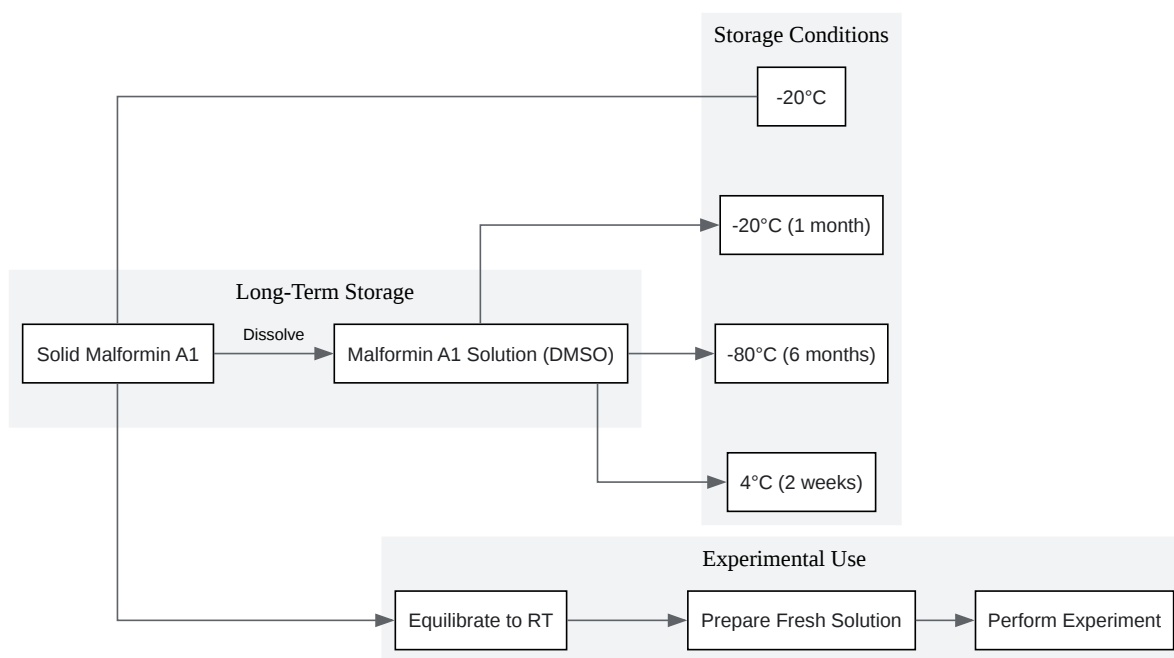 Storage Conditions
-20°C
-20°C (1 month)
Long-Term Storage
Solid Malformin A1
Dissolve
Malformin A1 Solution (DMSO)
-80°C (6 months)
4°C (2 weeks)
Experimental Use
Equilibrate to RT
Prepare Fresh Solution
Perform Experiment